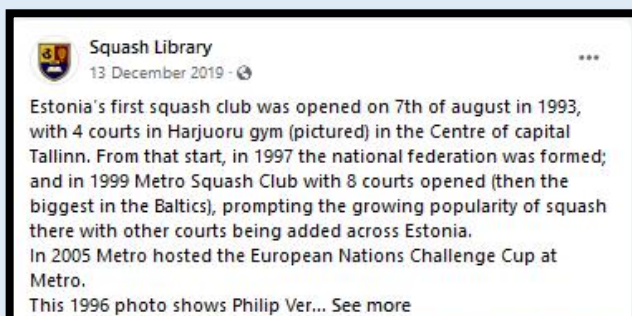 Squash Library
13 December 2019 ·
Estonia's first squash club was opened on 7th of august in 1993,
with 4 courts in Harjuoru gym (pictured) in the Centre of capital
Tallinn. From that start, in 1997 the national federation was formed;
and in 1999 Metro Squash Club with 8 courts opened (then the
biggest in the Baltics), prompting the growing popularity of squash
there with other courts being added across Estonia.
In 2005 Metro hosted the European Nations Challenge Cup at
Metro.
This 1996 photo shows Philip Ver... See more